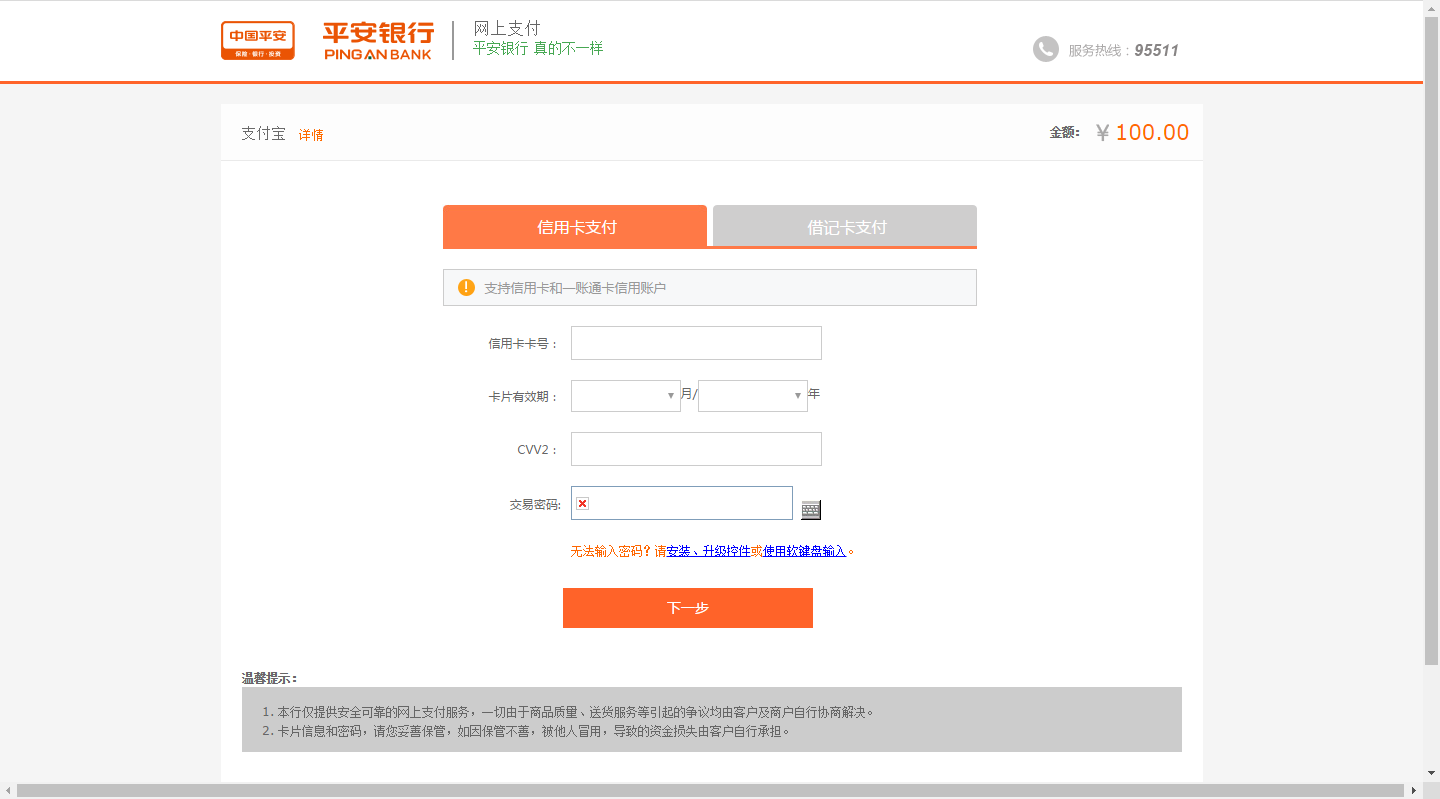 中国平安
保险·银行·投资
平安银行
PING AN BANK
网上支付
平安银行 真的不一样
服务热线：95511
支付宝 详情
金额： ￥100.00
信用卡支付 借记卡支付
支持信用卡和一账通卡信用账户
信用卡卡号：
卡片有效期： 月/ 年
CVV2：
交易密码:
无法输入密码？请安装、升级控件或使用软键盘输入。
下一步
温馨提示：
1. 本行仅提供安全可靠的网上支付服务，一切由于商品质量、送货服务等引起的争议均由客户及商户自行协商解决。
2. 卡片信息和密码，请您妥善保管，如因保管不善，被他人冒用，导致的资金损失由客户自行承担。